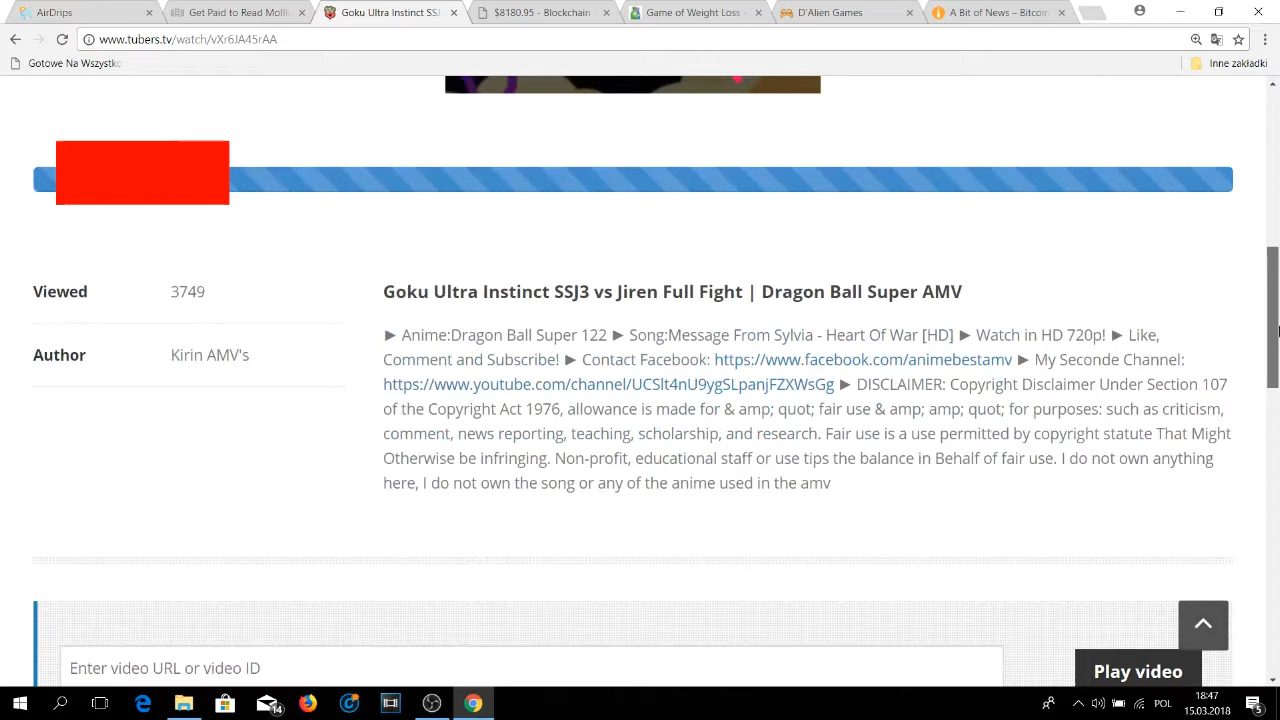 AirDrips
Get Paid to Read Mollie
Goku Ultra Instinct SSJ
$8180.95 - Blockchain
Game of Weight Loss -
D'Alien Games
A Bit of News – Bitcoin
www.tubers.tv/watch/vXr6JA45rAA
Gotowe Na Wszystko
Inne zakładki
Viewed 3749
Author Kirin AMV's
Goku Ultra Instinct SSJ3 vs Jiren Full Fight | Dragon Ball Super AMV
► Anime:Dragon Ball Super 122 ► Song:Message From Sylvia - Heart Of War [HD] ► Watch in HD 720p! ► Like,
Comment and Subscribe! ► Contact Facebook: https://www.facebook.com/animebestamv ► My Seconde Channel:
https://www.youtube.com/channel/UCSlt4nU9ygSLpanjFZXWsGg ► DISCLAIMER: Copyright Disclaimer Under Section 107
of the Copyright Act 1976, allowance is made for & amp; quot; fair use & amp; amp; quot; for purposes: such as criticism,
comment, news reporting, teaching, scholarship, and research. Fair use is a use permitted by copyright statute That Might
Otherwise be infringing. Non-profit, educational staff or use tips the balance in Behalf of fair use. I do not own anything
here, I do not own the song or any of the anime used in the amv
Enter video URL or video ID
Play video
14
POL
18:47
15.03.2018
5